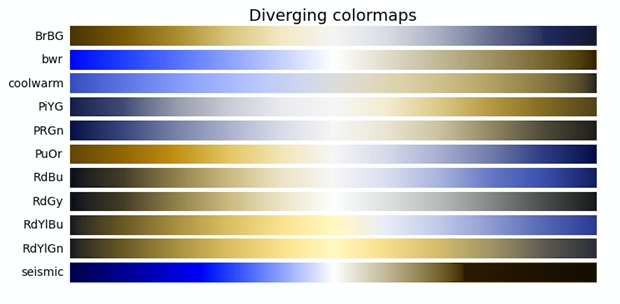 Diverging colormaps
BrBG
bwr
coolwarm
PiYG
PRGn
PuOr
RdBu
RdGy
RdYlBu
RdYlGn
seismic